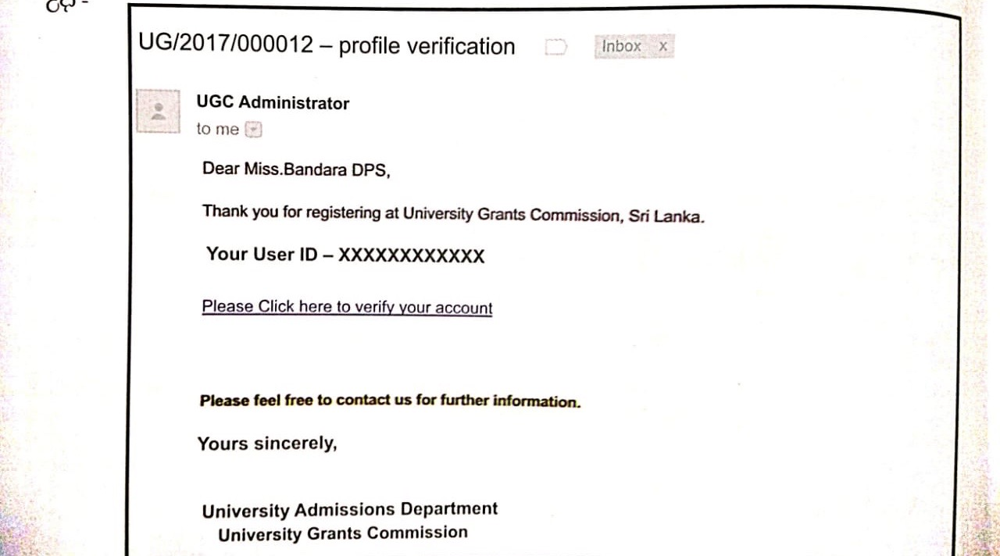 UG/2017/000012 – profile verification Inbox x
UGC Administrator
to me
Dear Miss.Bandara DPS,
Thank you for registering at University Grants Commission, Sri Lanka.
Your User ID – XXXXXXXXXXXX
Please Click here to verify your account
Please feel free to contact us for further information.
Yours sincerely,
University Admissions Department
University Grants Commission